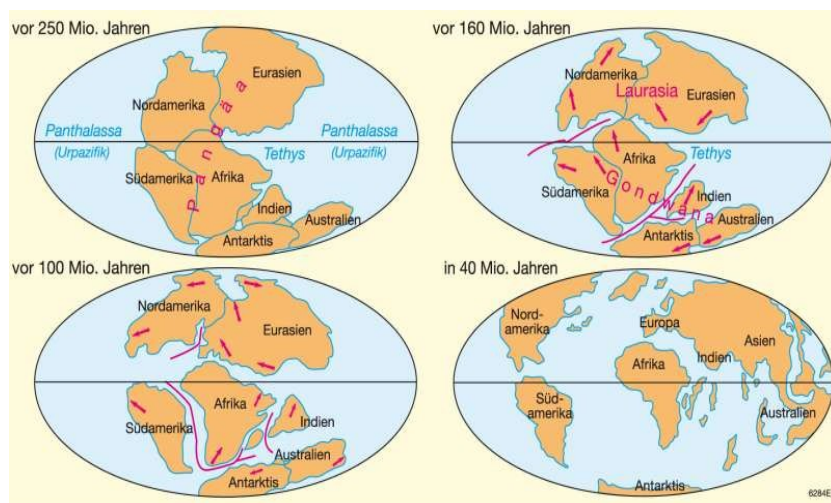 vor 250 Mio. Jahren
Eurasien
Nordamerika
Pangäa
Panthalassa
(Urpazifik)
Tethys
Panthalassa
(Urpazifik)
Südamerika
Afrika
Indien
Australien
Antarktis
vor 160 Mio. Jahren
Nordamerika
Laurasia
Eurasien
Afrika
Tethys
Südamerika
Gondwana
Indien
Australien
Antarktis
vor 100 Mio. Jahren
Nordamerika
Eurasien
Afrika
Südamerika
Indien
Australien
Antarktis
in 40 Mio. Jahren
Nord-
amerika
Europa
Asien
Afrika
Indien
Süd-
amerika
Australien
Antarktis
6284E